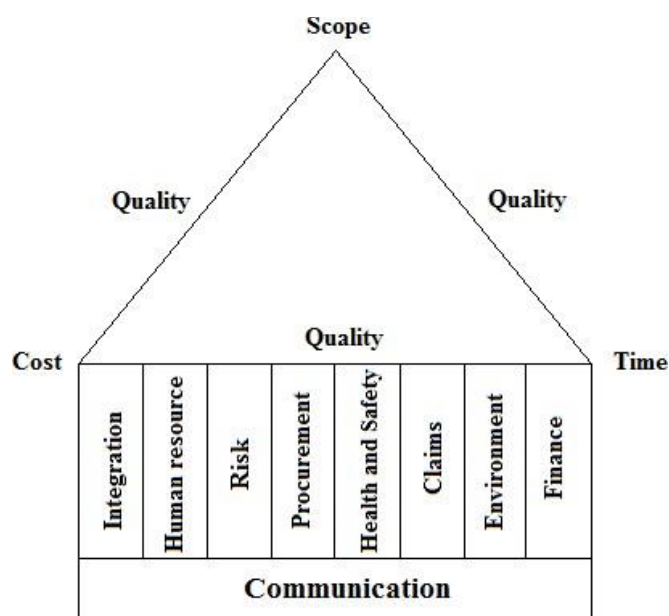 Scope
Quality
Quality
Quality
Cost
Time
Integration
Human resource
Risk
Procurement
Health and Safety
Claims
Environment
Finance
Communication